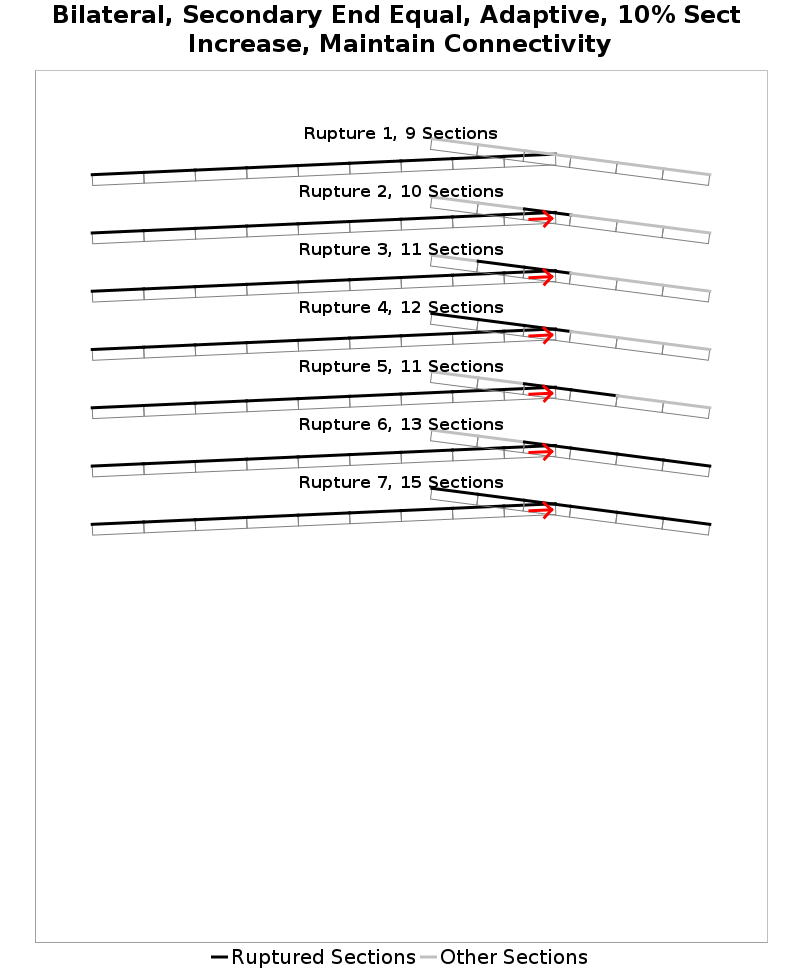 Bilateral, Secondary End Equal, Adaptive, 10% Sect
Increase, Maintain Connectivity
Rupture 1, 9 Sections
Rupture 2, 10 Sections
Rupture 3, 11 Sections
Rupture 4, 12 Sections
Rupture 5, 11 Sections
Rupture 6, 13 Sections
Rupture 7, 15 Sections
Ruptured Sections Other Sections